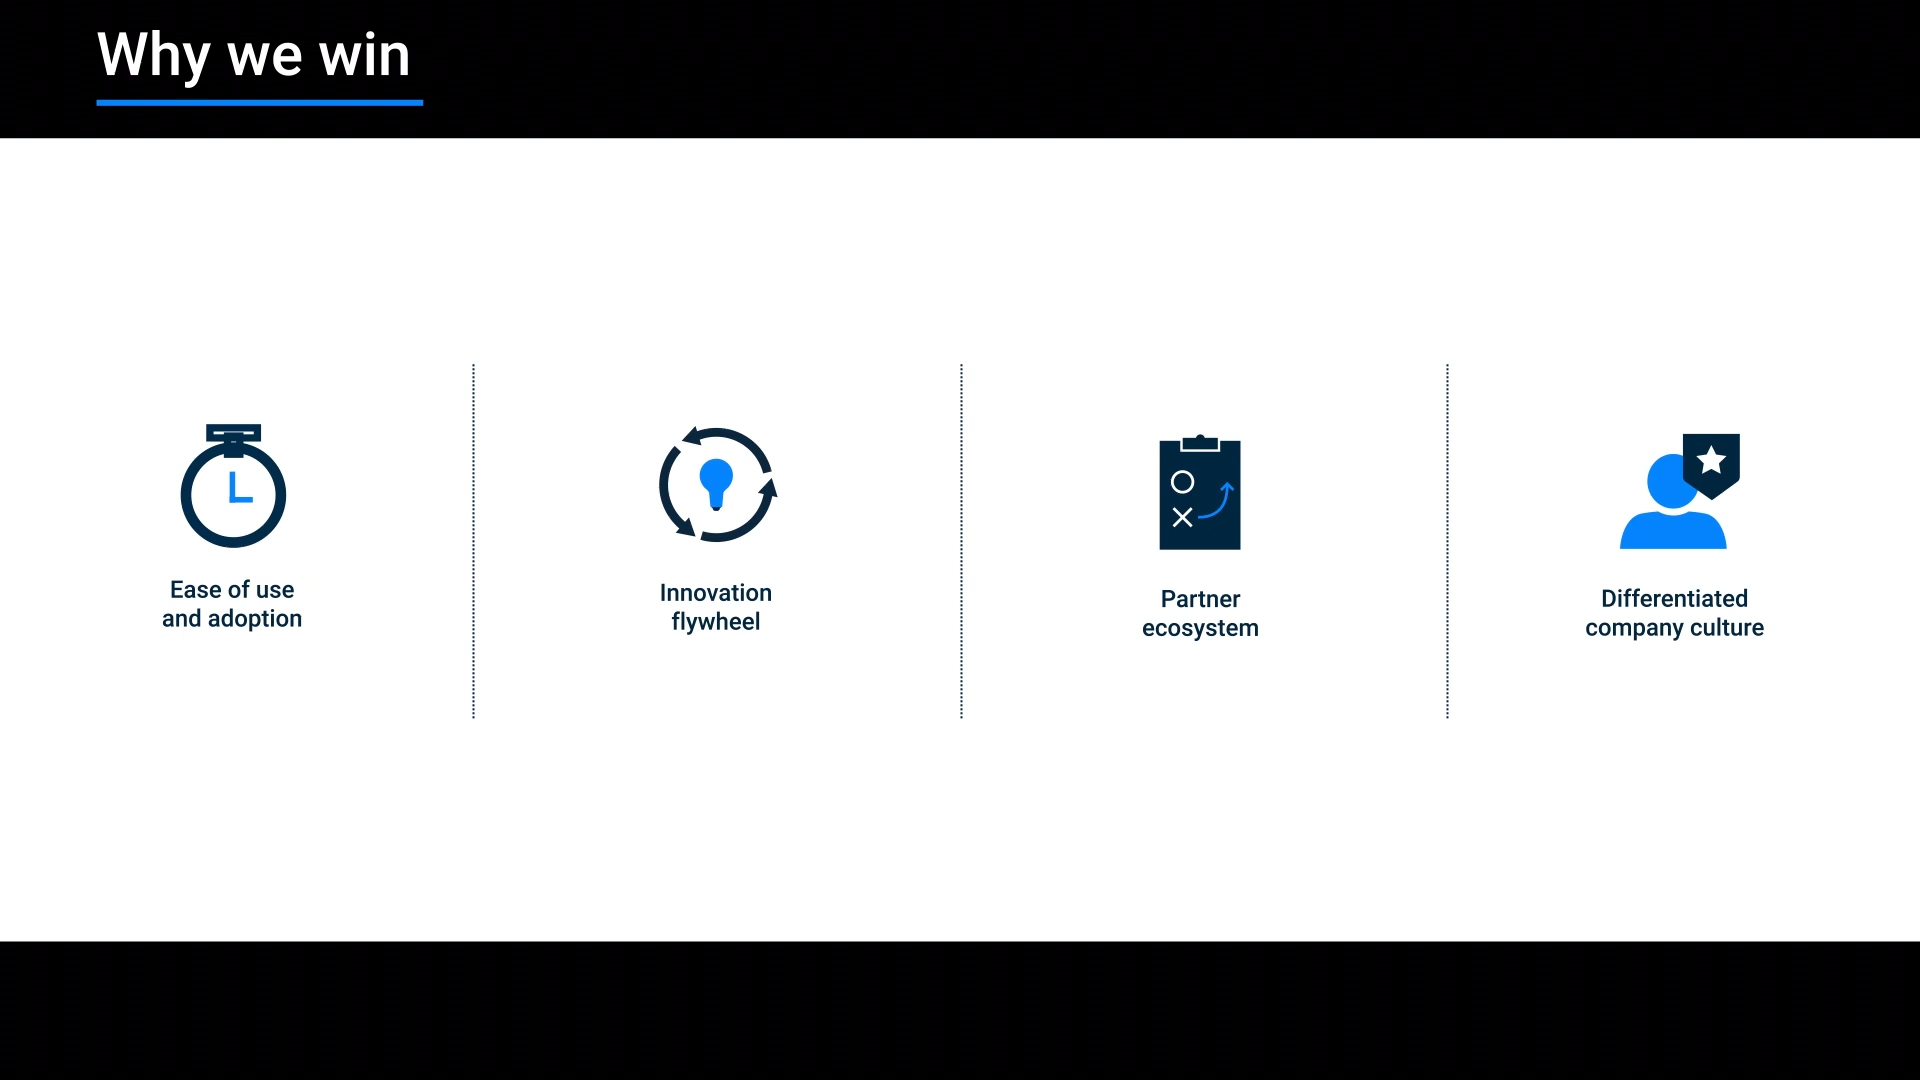 Why we win
Ease of use
and adoption
Innovation
flywheel
Partner
ecosystem
Differentiated
company culture